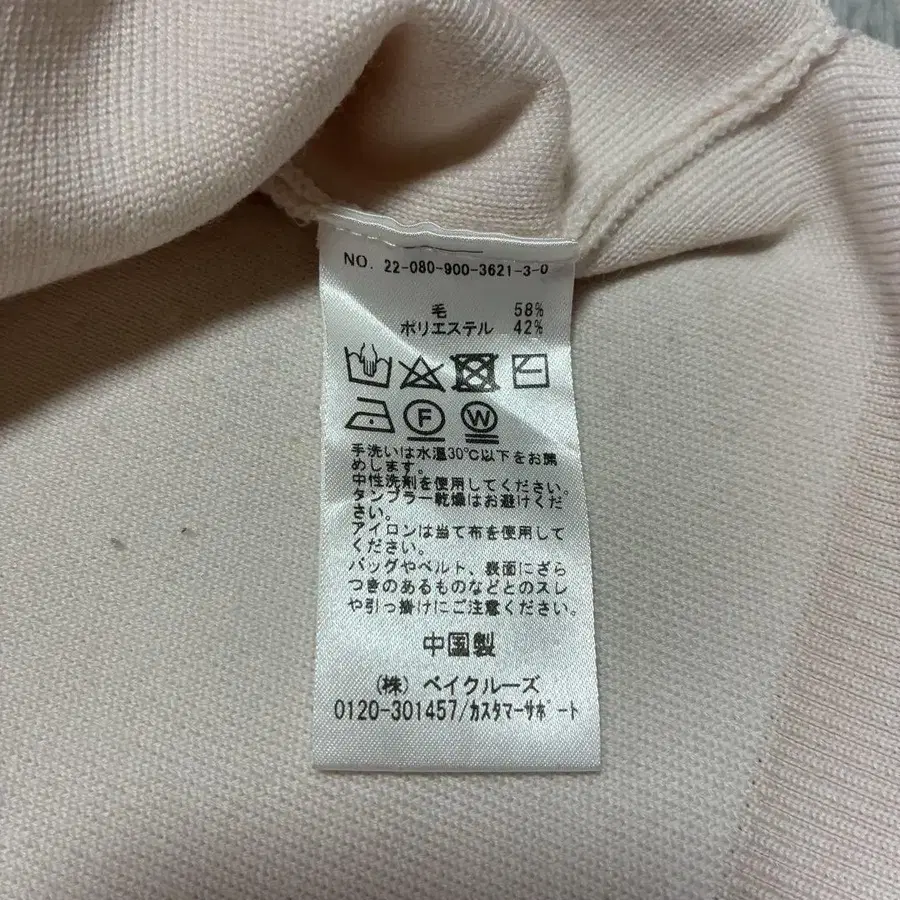 NO. 22-080-900-3621-3-0
毛 58%
ポリエステル 42%
F W
手洗いは水温30℃以下をお薦
めします。
中性洗剤を使用してください。
タンブラー乾燥はお避けくだ
さい。
アイロンは当て布を使用して
ください。
バッグやベルト、表面にざら
つきのあるものなどとのスレ
や引っ掛けにご注意ください。
中国製
(株) ベイクルーズ
0120-301457/カスタマーサポート